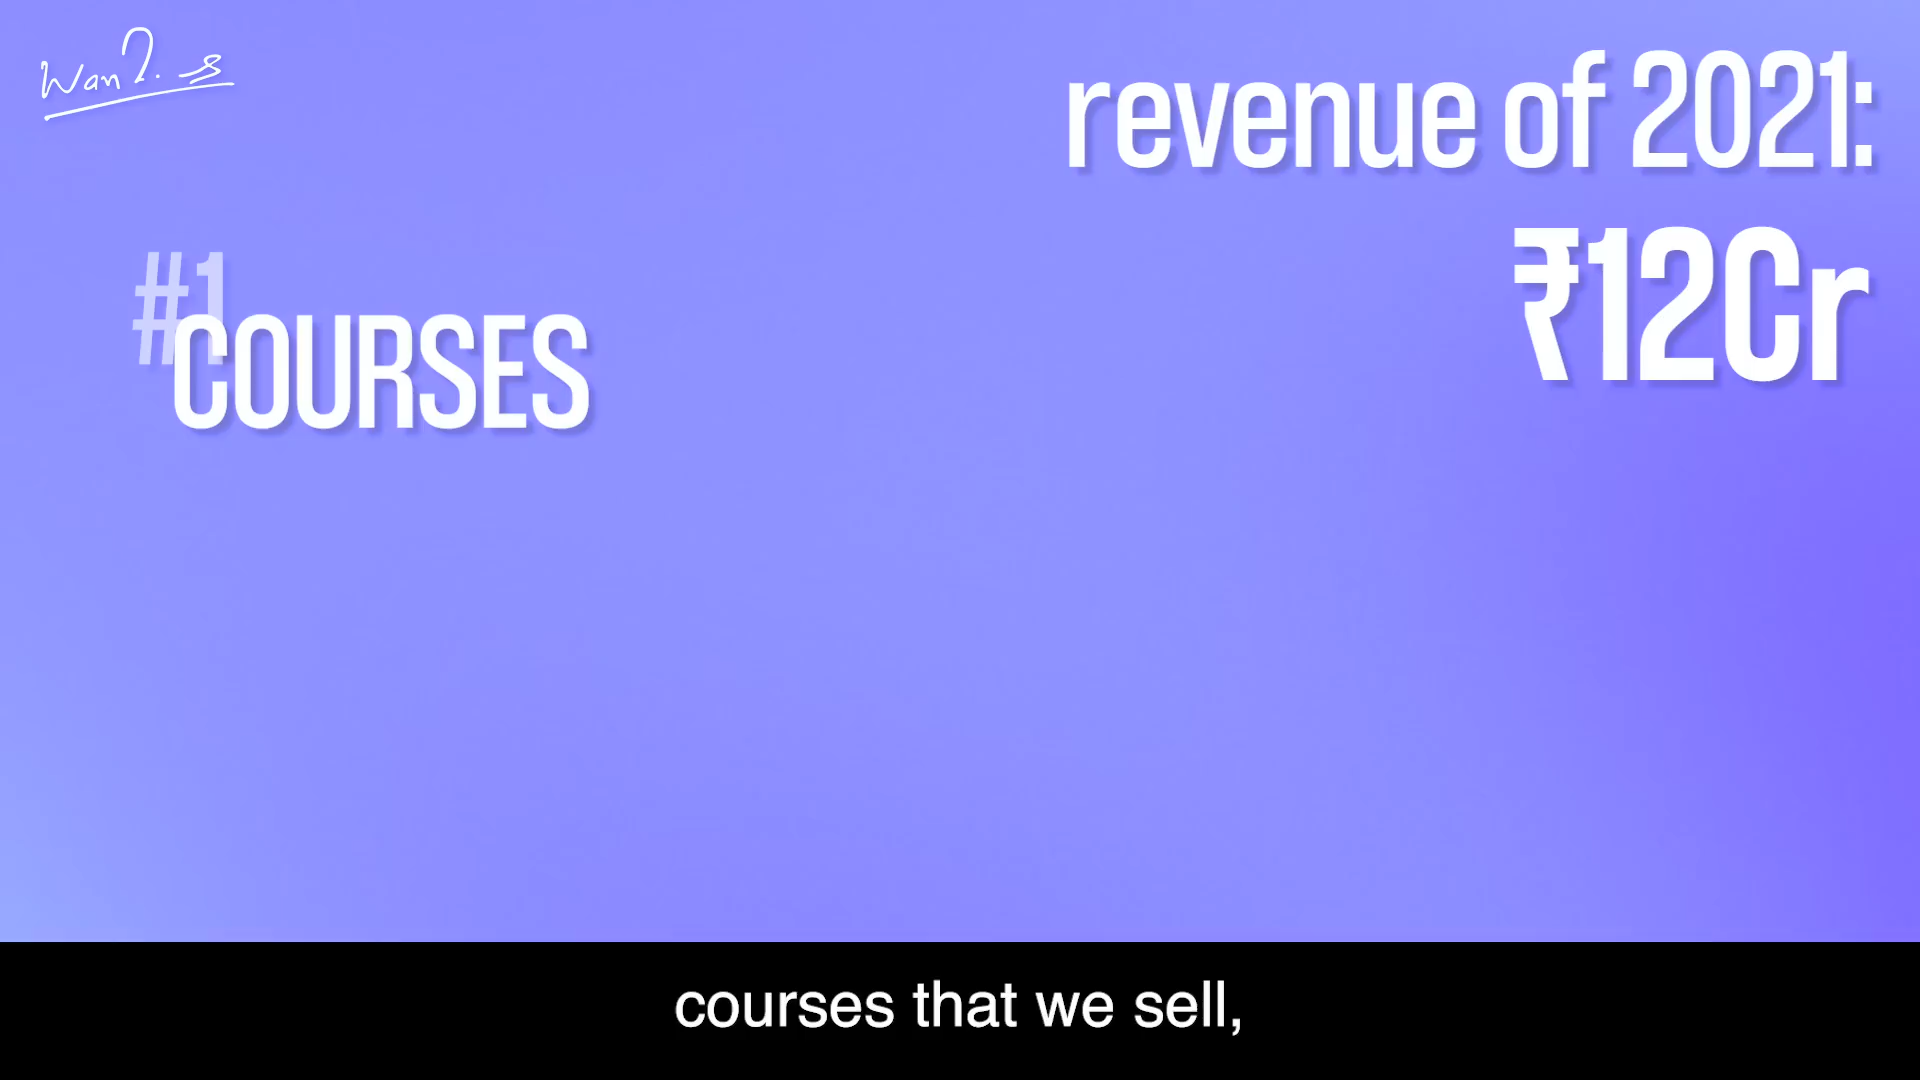 revenue of 2021:
₹12Cr
#1
COURSES
courses that we sell,